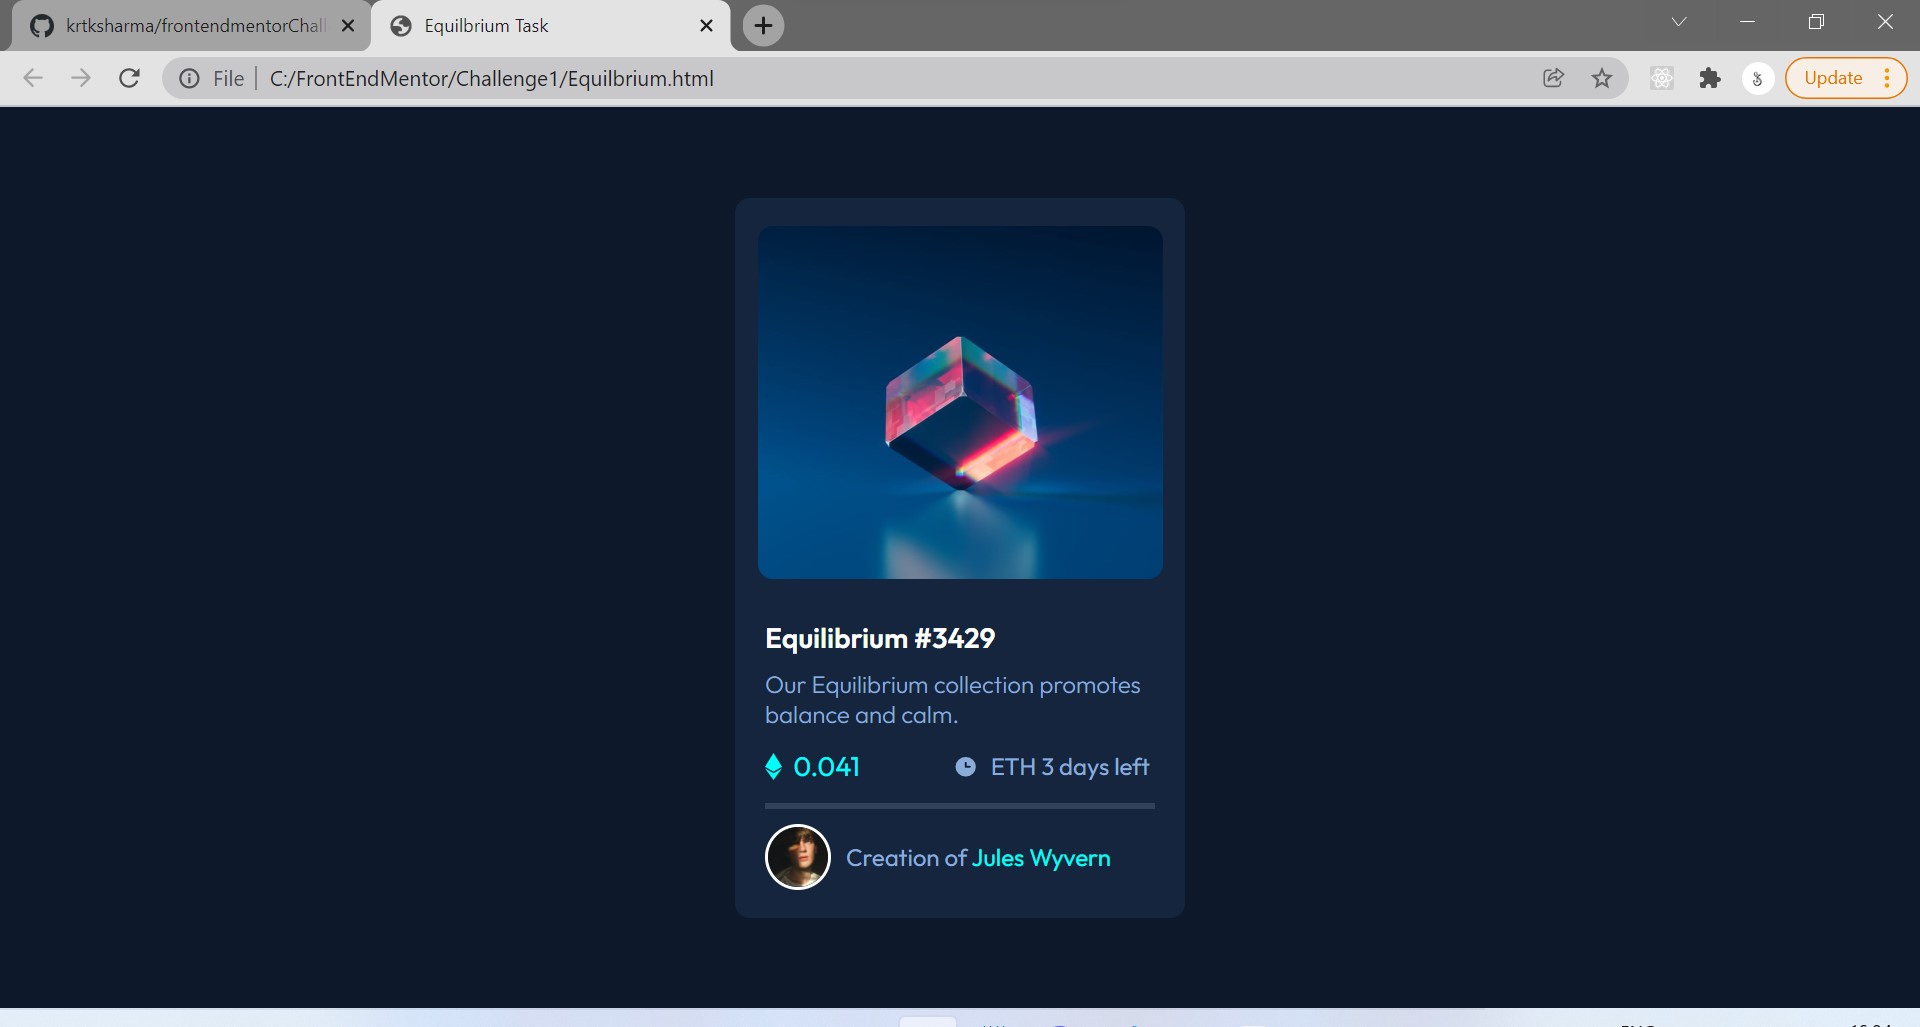 krtksharma/frontendmentorChall
Equilbrium Task
File
C:/FrontEndMentor/Challenge1/Equilbrium.html
Update
Equilibrium #3429
Our Equilibrium collection promotes
balance and calm.
0.041
ETH 3 days left
Creation of Jules Wyvern